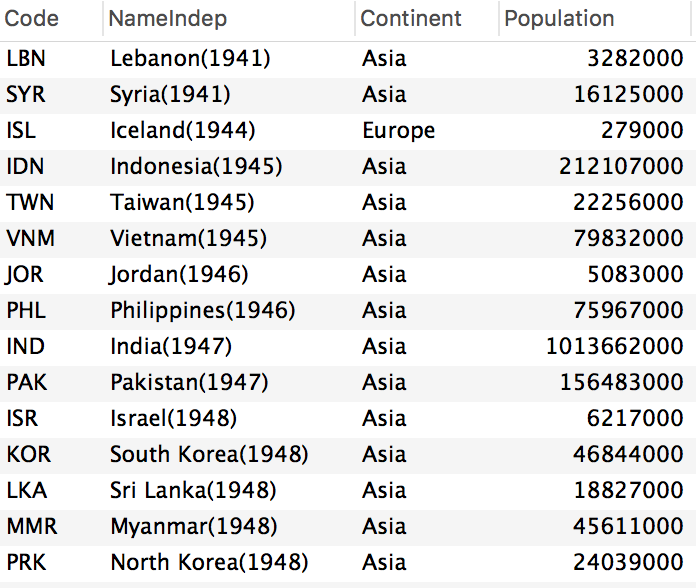 Code NameIndep Continent Population
LBN Lebanon(1941) Asia 3282000
SYR Syria(1941) Asia 16125000
ISL Iceland(1944) Europe 279000
IDN Indonesia(1945) Asia 212107000
TWN Taiwan(1945) Asia 22256000
VNM Vietnam(1945) Asia 79832000
JOR Jordan(1946) Asia 5083000
PHL Philippines(1946) Asia 75967000
IND India(1947) Asia 1013662000
PAK Pakistan(1947) Asia 156483000
ISR Israel(1948) Asia 6217000
KOR South Korea(1948) Asia 46844000
LKA Sri Lanka(1948) Asia 18827000
MMR Myanmar(1948) Asia 45611000
PRK North Korea(1948) Asia 24039000